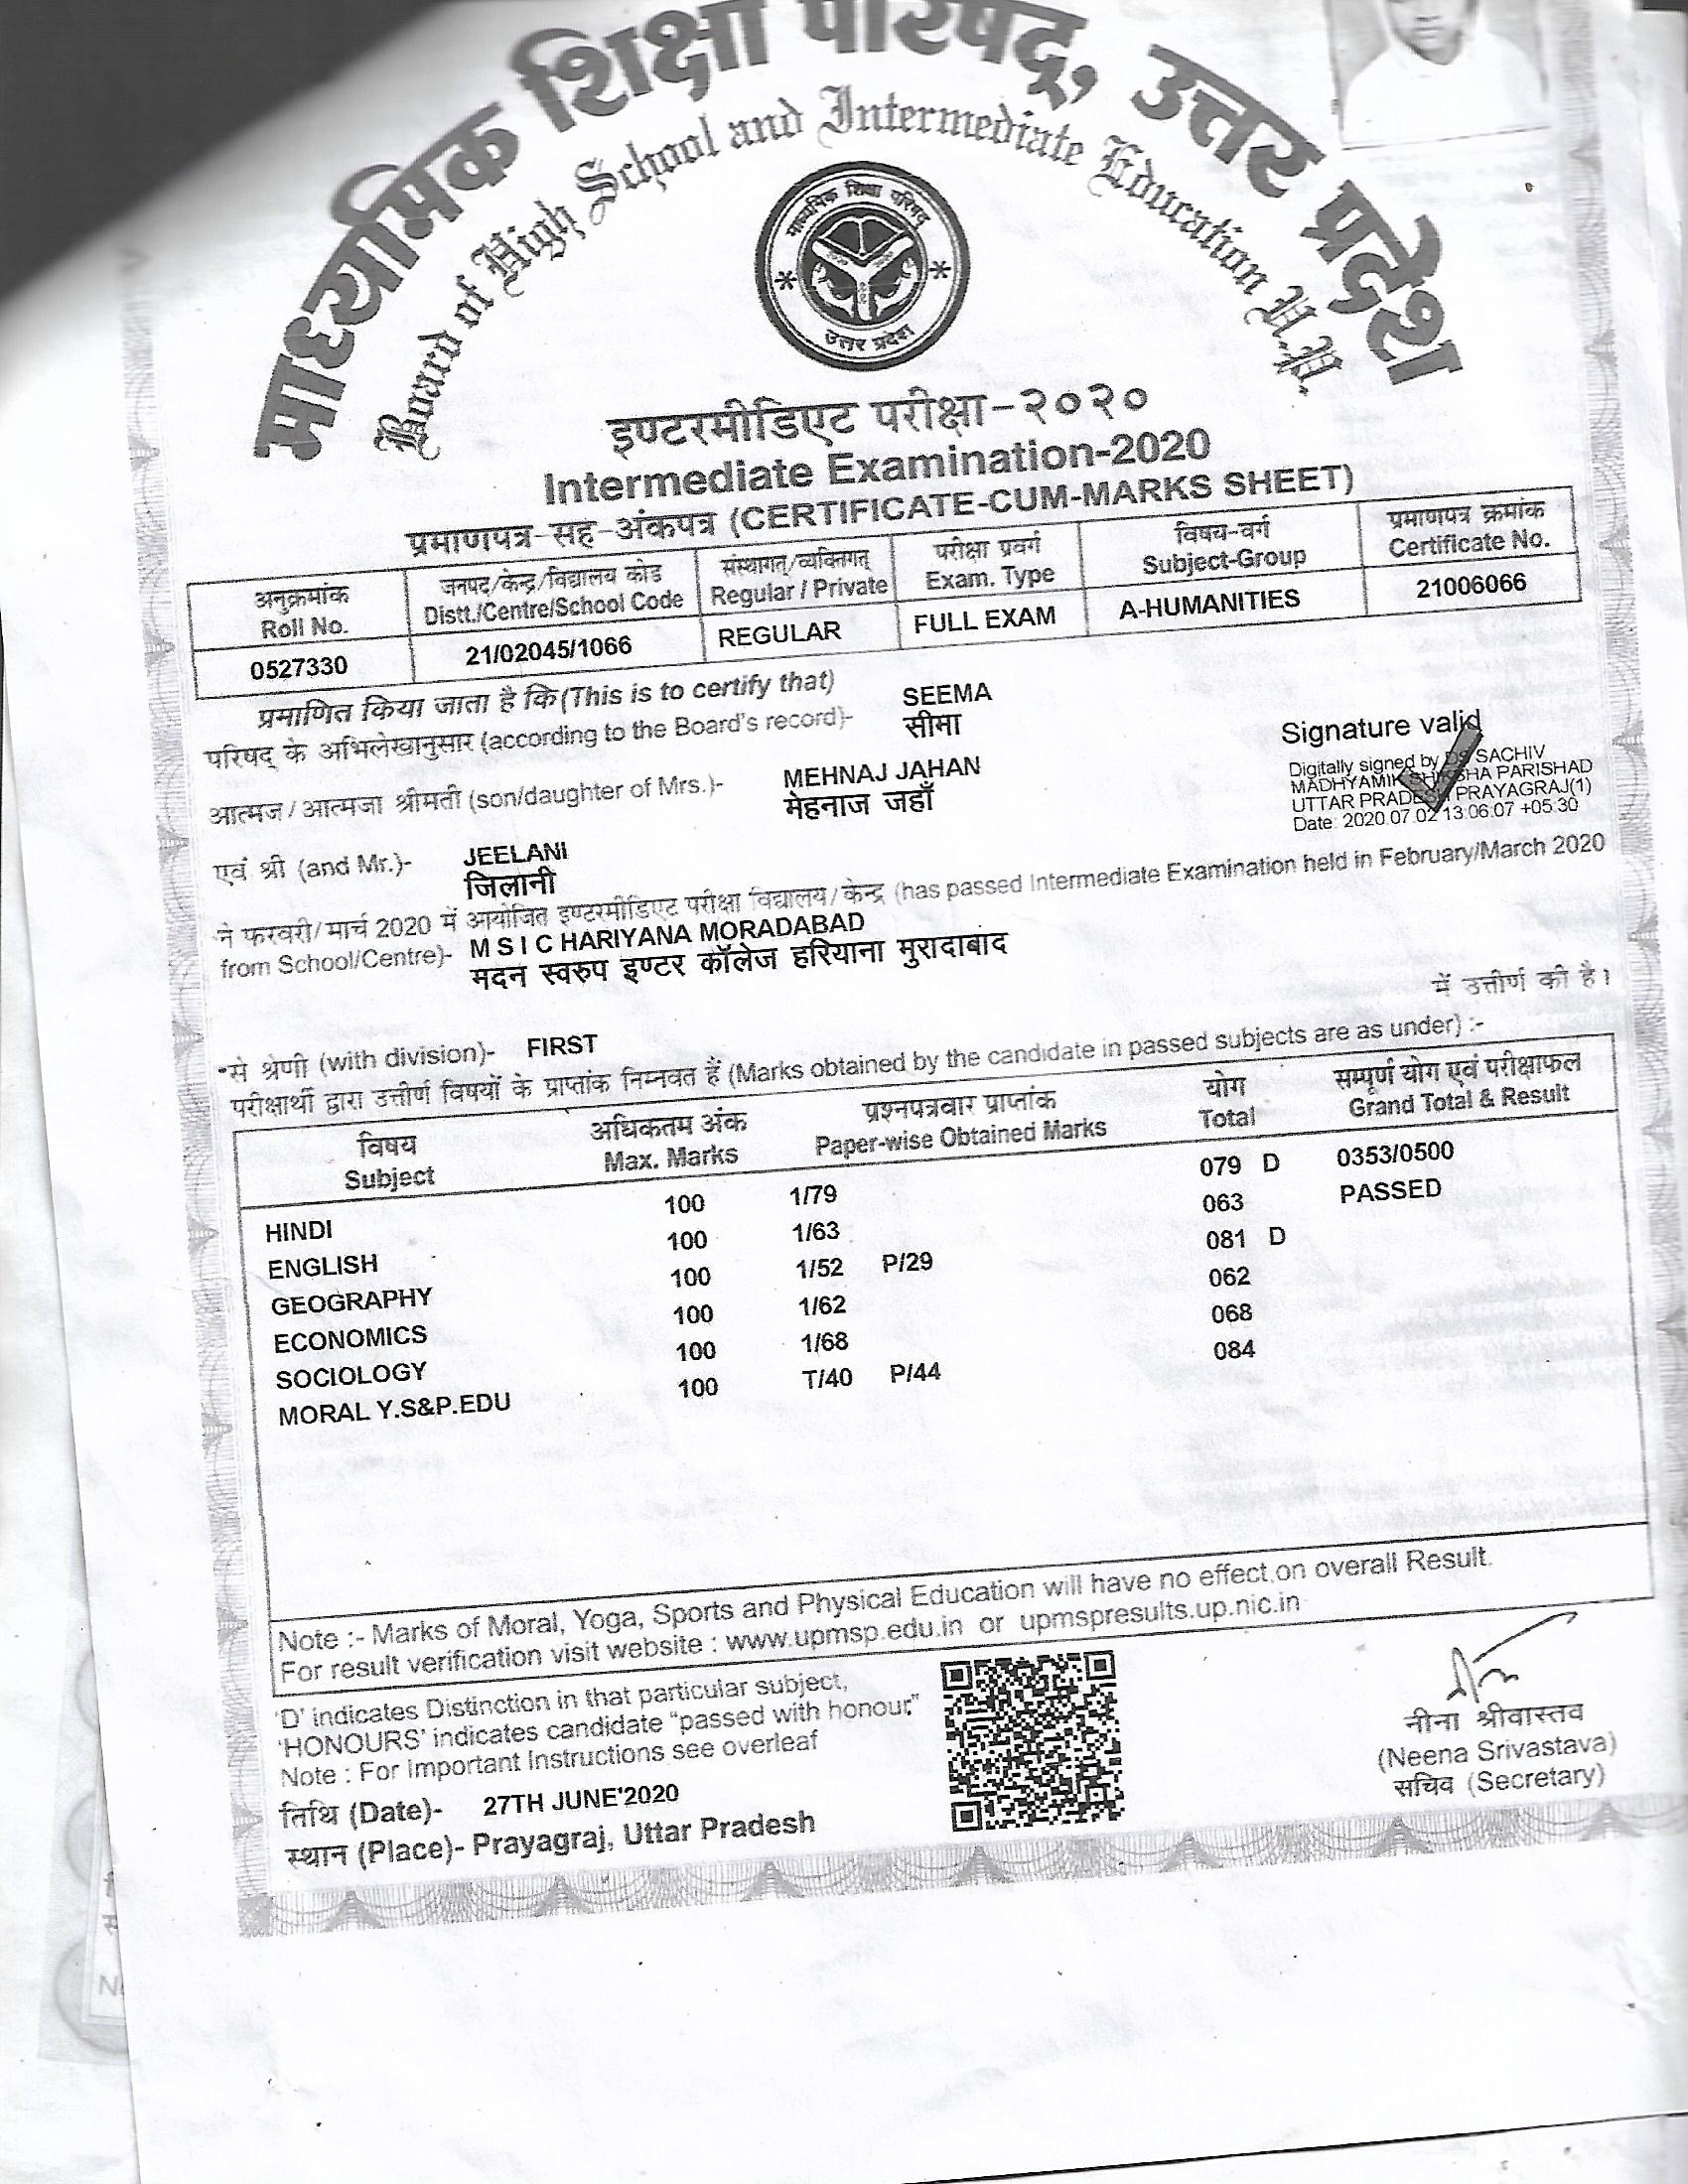 माध्यमिक शिक्षा परिषद्, उत्तर प्रदेश
Board of High School and Intermediate Education U.P.
माध्यमिक शिक्षा परिषद्
उत्तर प्रदेश
इण्टरमीडिएट परीक्षा-२०२०
Intermediate Examination-2020
प्रमाणपत्र-सह-अंकपत्र (CERTIFICATE-CUM-MARKS SHEET)
अनुक्रमांक जनपद/केन्द्र/विद्यालय कोड संस्थागत्/व्यक्तिगत् परीक्षा प्रवर्ग विषय-वर्ग प्रमाणपत्र क्रमांक
Roll No. Distt./Centre/School Code Regular / Private Exam. Type Subject-Group Certificate No.
0527330 21/02045/1066 REGULAR FULL EXAM A-HUMANITIES 21006066
प्रमाणित किया जाता है कि (This is to certify that) SEEMA
परिषद् के अभिलेखानुसार (according to the Board's record)- सीमा
आत्मज/आत्मजा श्रीमती (son/daughter of Mrs.)- MEHNAJ JAHAN
मेहनाज जहाँ
Signature valid
Digitally signed by DS SACHIV
MADHYAMIK SHIKSHA PARISHAD
UTTAR PRADESH PRAYAGRAJ(1)
Date: 2020.07.02 13:06:07 +05:30
एवं श्री (and Mr.)- JEELANI
जिलानी
ने फरवरी/मार्च 2020 में आयोजित इण्टरमीडिएट परीक्षा विद्यालय/केन्द्र (has passed Intermediate Examination held in February/March 2020
from School/Centre)- M S I C HARIYANA MORADABAD
मदन स्वरुप इण्टर कॉलेज हरियाना मुरादाबाद
में उत्तीर्ण की है।
*से श्रेणी (with division)- FIRST
परीक्षार्थी द्वारा उत्तीर्ण विषयों के प्राप्तांक निम्नवत हैं (Marks obtained by the candidate in passed subjects are as under) :-
विषय अधिकतम अंक प्रश्नपत्रवार प्राप्तांक योग सम्पूर्ण योग एवं परीक्षाफल
Subject Max. Marks Paper-wise Obtained Marks Total Grand Total & Result
HINDI 100 1/79 079 D 0353/0500
ENGLISH 100 1/63 063 PASSED
GEOGRAPHY 100 1/52 P/29 081 D
ECONOMICS 100 1/62 062
SOCIOLOGY 100 1/68 068
MORAL Y.S&P.EDU 100 T/40 P/44 084
Note :- Marks of Moral, Yoga, Sports and Physical Education will have no effect on overall Result.
For result verification visit website : www.upmsp.edu.in or upmspresults.up.nic.in
'D' indicates Distinction in that particular subject,
'HONOURS' indicates candidate "passed with honour"
Note : For Important Instructions see overleaf
तिथि (Date)- 27TH JUNE'2020
स्थान (Place)- Prayagraj, Uttar Pradesh
नीना श्रीवास्तव
(Neena Srivastava)
सचिव (Secretary)